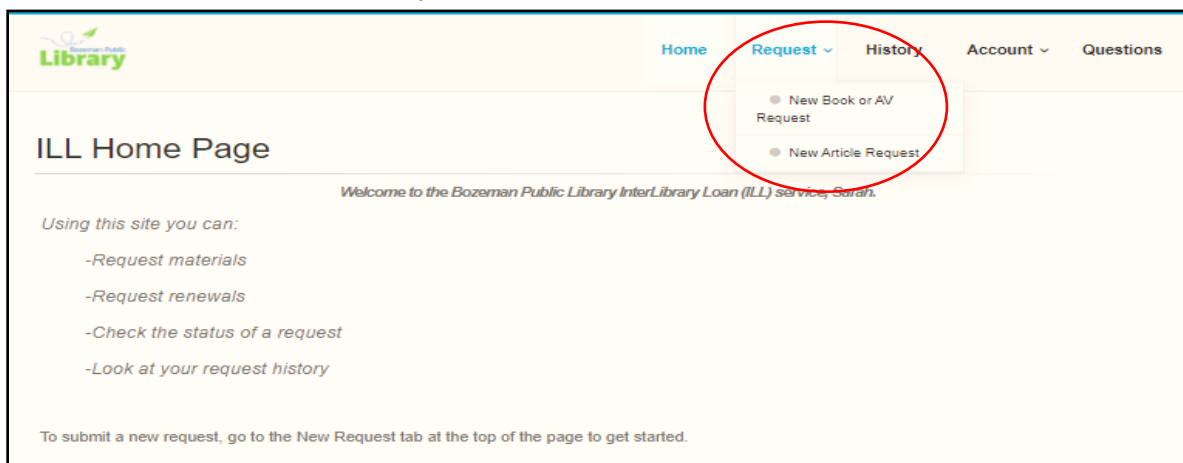 Bozeman Public
Library
Home Request History Account Questions
New Book or AV
Request
New Article Request
ILL Home Page
Welcome to the Bozeman Public Library InterLibrary Loan (ILL) service, Sarah.
Using this site you can:
-Request materials
-Request renewals
-Check the status of a request
-Look at your request history
To submit a new request, go to the New Request tab at the top of the page to get started.